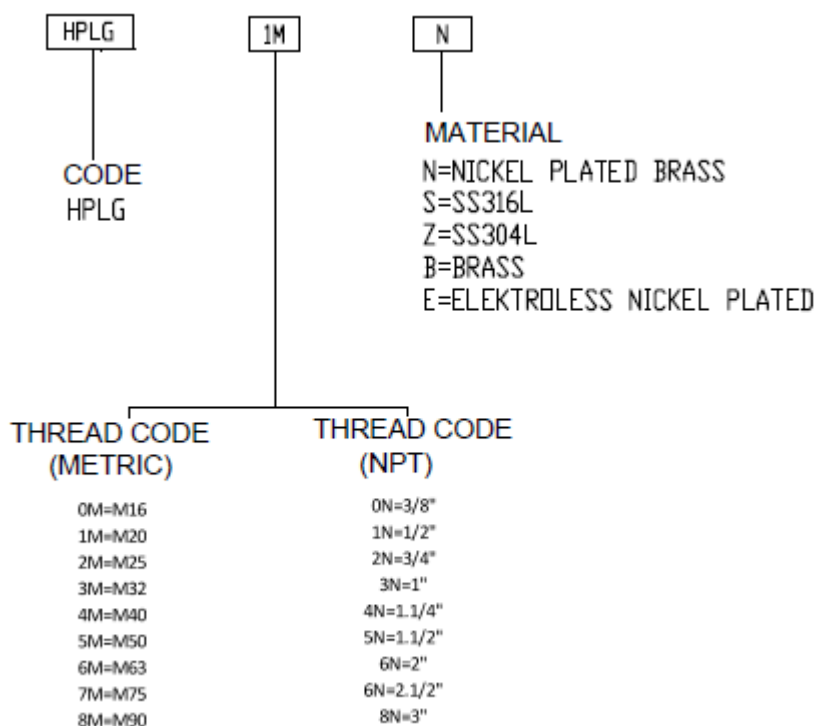 HPLG 1M N
CODE
HPLG
MATERIAL
N=NICKEL PLATED BRASS
S=SS316L
Z=SS304L
B=BRASS
E=ELEKTROLESS NICKEL PLATED
THREAD CODE
(METRIC)
0M=M16
1M=M20
2M=M25
3M=M32
4M=M40
5M=M50
6M=M63
7M=M75
8M=M90
THREAD CODE
(NPT)
0N=3/8"
1N=1/2"
2N=3/4"
3N=1"
4N=1.1/4"
5N=1.1/2"
6N=2"
6N=2.1/2"
8N=3"